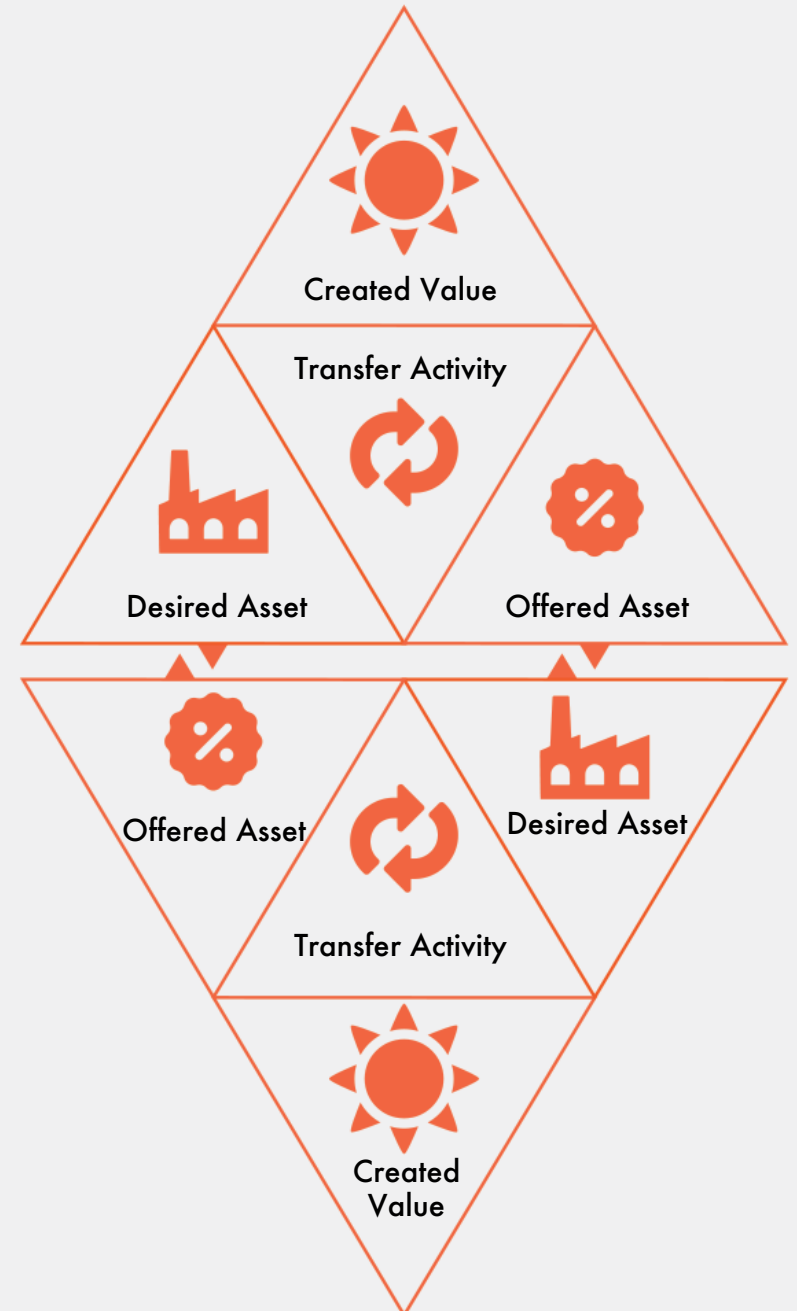 Created Value
Transfer Activity
Desired Asset
Offered Asset
Offered Asset
Desired Asset
Transfer Activity
Created
Value